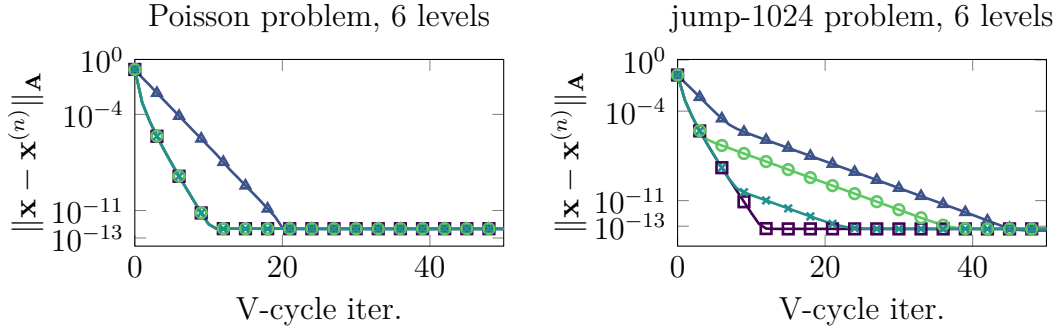 Poisson problem, 6 levels
‖x − x^(n)‖_A
10^0
10^−4
10^−11
10^−13
0
20
40
V-cycle iter.
jump-1024 problem, 6 levels
‖x − x^(n)‖_A
10^0
10^−4
10^−11
10^−13
0
20
40
V-cycle iter.